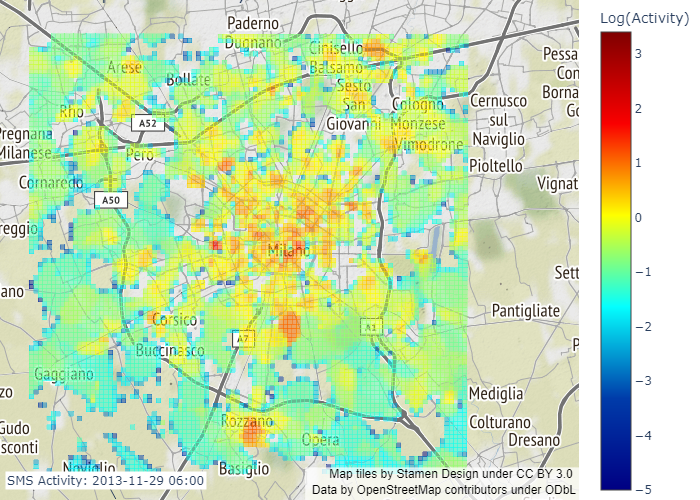 Paderno
Dugnano
Cinisello
Balsamo
Log(Activity)
Arese
Bollate
Sesto
San
Giovanni
Pessa
Con
Borna
Go
Rho
A52
Cologno
Monzese
Cernusco
sul
Naviglio
Pregnana
Milanese
Pero
Vimodrone
Pioltello
Cornaredo
Vignat
A50
reggio
Milano
Sett
ano
Pantigliate
Corsico
A7
A1
P
Buccinasco
Gaggiano
zo
Mediglia
Rozzano
Opera
Colturano
Dresano
Gudo
sconti
Noviglio
Basiglio
SMS Activity: 2013-11-29 06:00
Map tiles by Stamen Design under CC BY 3.0
Data by OpenStreetMap contributors under ODbL
3
2
1
0
−1
−2
−3
−4
−5